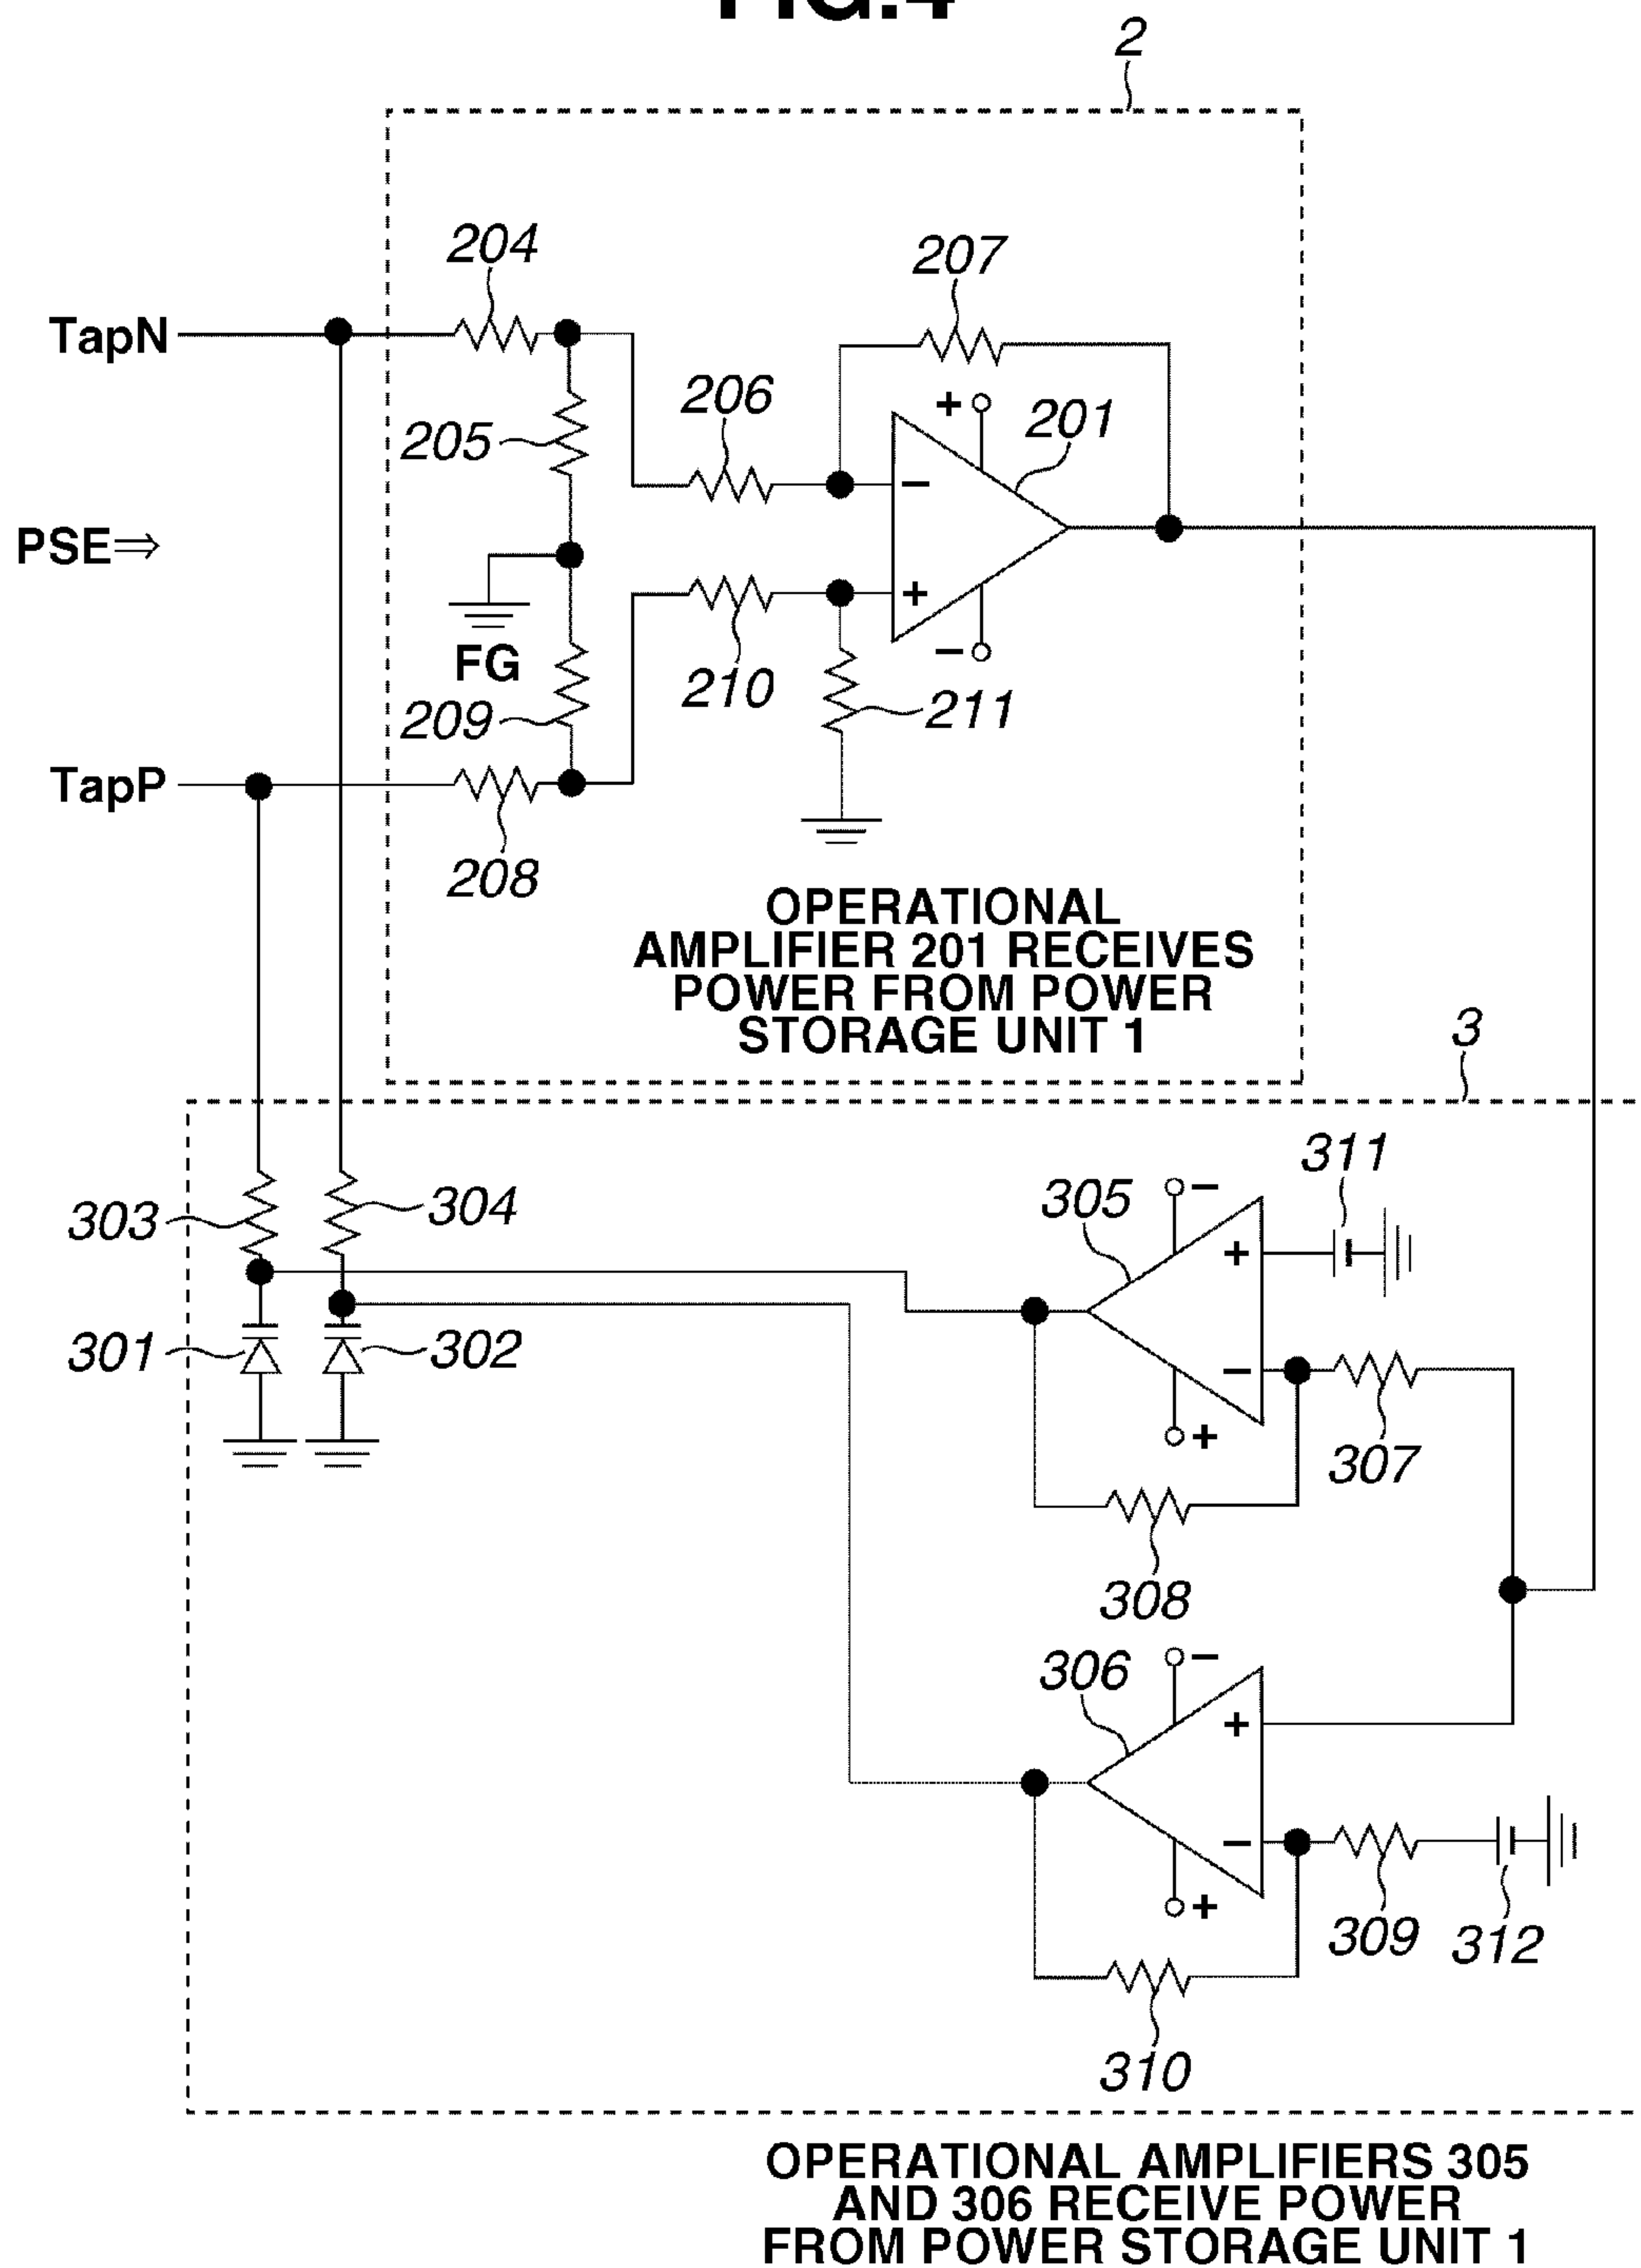 FIG.4
2
204
207
TapN
206
+
201
205
−
PSE⇒
+
FG
−
210
209
211
TapP
208
OPERATIONAL
AMPLIFIER 201 RECEIVES
POWER FROM POWER
STORAGE UNIT 1
3
311
305
−
303
304
+
301
302
−
+
307
308
306
−
+
−
+
309
312
310
OPERATIONAL AMPLIFIERS 305
AND 306 RECEIVE POWER
FROM POWER STORAGE UNIT 1